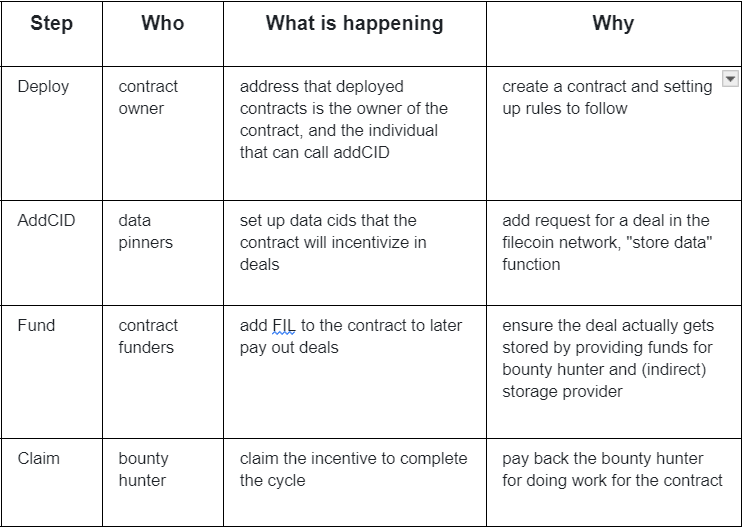 Step Who What is happening Why
Deploy contract address that deployed create a contract and setting
owner contracts is the owner of the up rules to follow
contract, and the individual
that can call addCID
AddCID data set up data cids that the add request for a deal in the
pinners contract will incentivize in filecoin network, "store data"
deals function
Fund contract add FIL to the contract to later ensure the deal actually gets
funders pay out deals stored by providing funds for
bounty hunter and (indirect)
storage provider
Claim bounty claim the incentive to complete pay back the bounty hunter
hunter the cycle for doing work for the contract